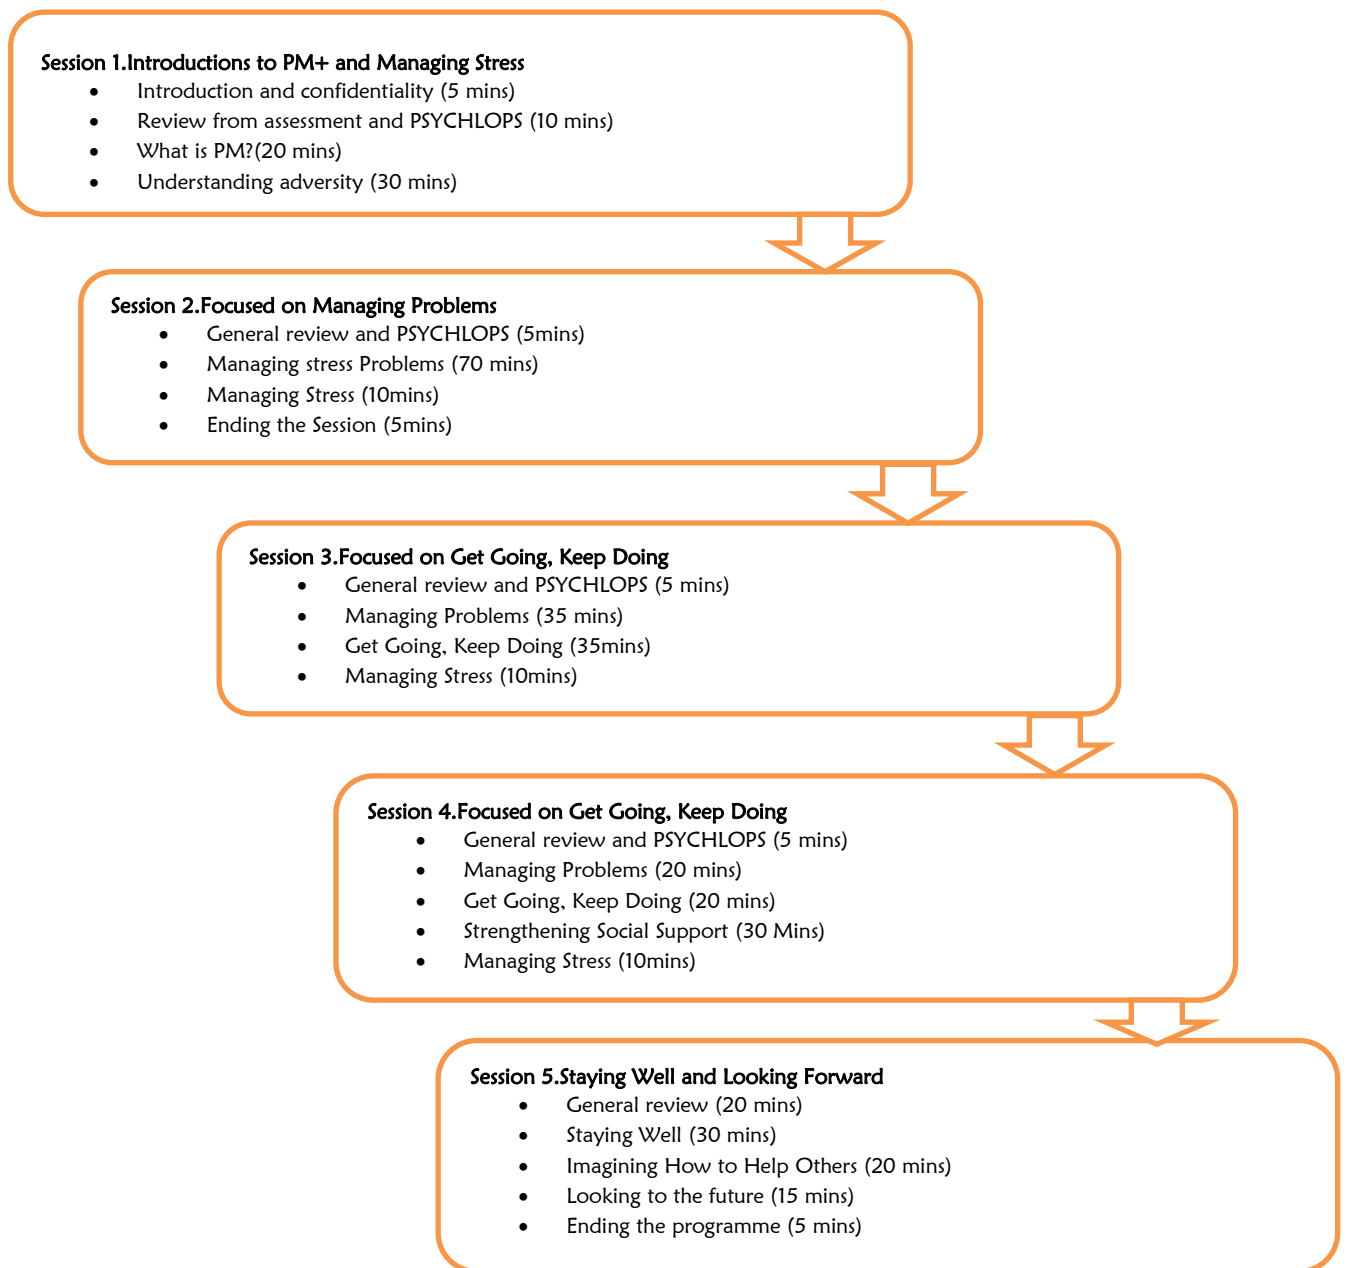 Session 1.Introductions to PM+ and Managing Stress
• Introduction and confidentiality (5 mins)
• Review from assessment and PSYCHLOPS (10 mins)
• What is PM?(20 mins)
• Understanding adversity (30 mins)
Session 2.Focused on Managing Problems
• General review and PSYCHLOPS (5mins)
• Managing stress Problems (70 mins)
• Managing Stress (10mins)
• Ending the Session (5mins)
Session 3.Focused on Get Going, Keep Doing
• General review and PSYCHLOPS (5 mins)
• Managing Problems (35 mins)
• Get Going, Keep Doing (35mins)
• Managing Stress (10mins)
Session 4.Focused on Get Going, Keep Doing
• General review and PSYCHLOPS (5 mins)
• Managing Problems (20 mins)
• Get Going, Keep Doing (20 mins)
• Strengthening Social Support (30 Mins)
• Managing Stress (10mins)
Session 5.Staying Well and Looking Forward
• General review (20 mins)
• Staying Well (30 mins)
• Imagining How to Help Others (20 mins)
• Looking to the future (15 mins)
• Ending the programme (5 mins)